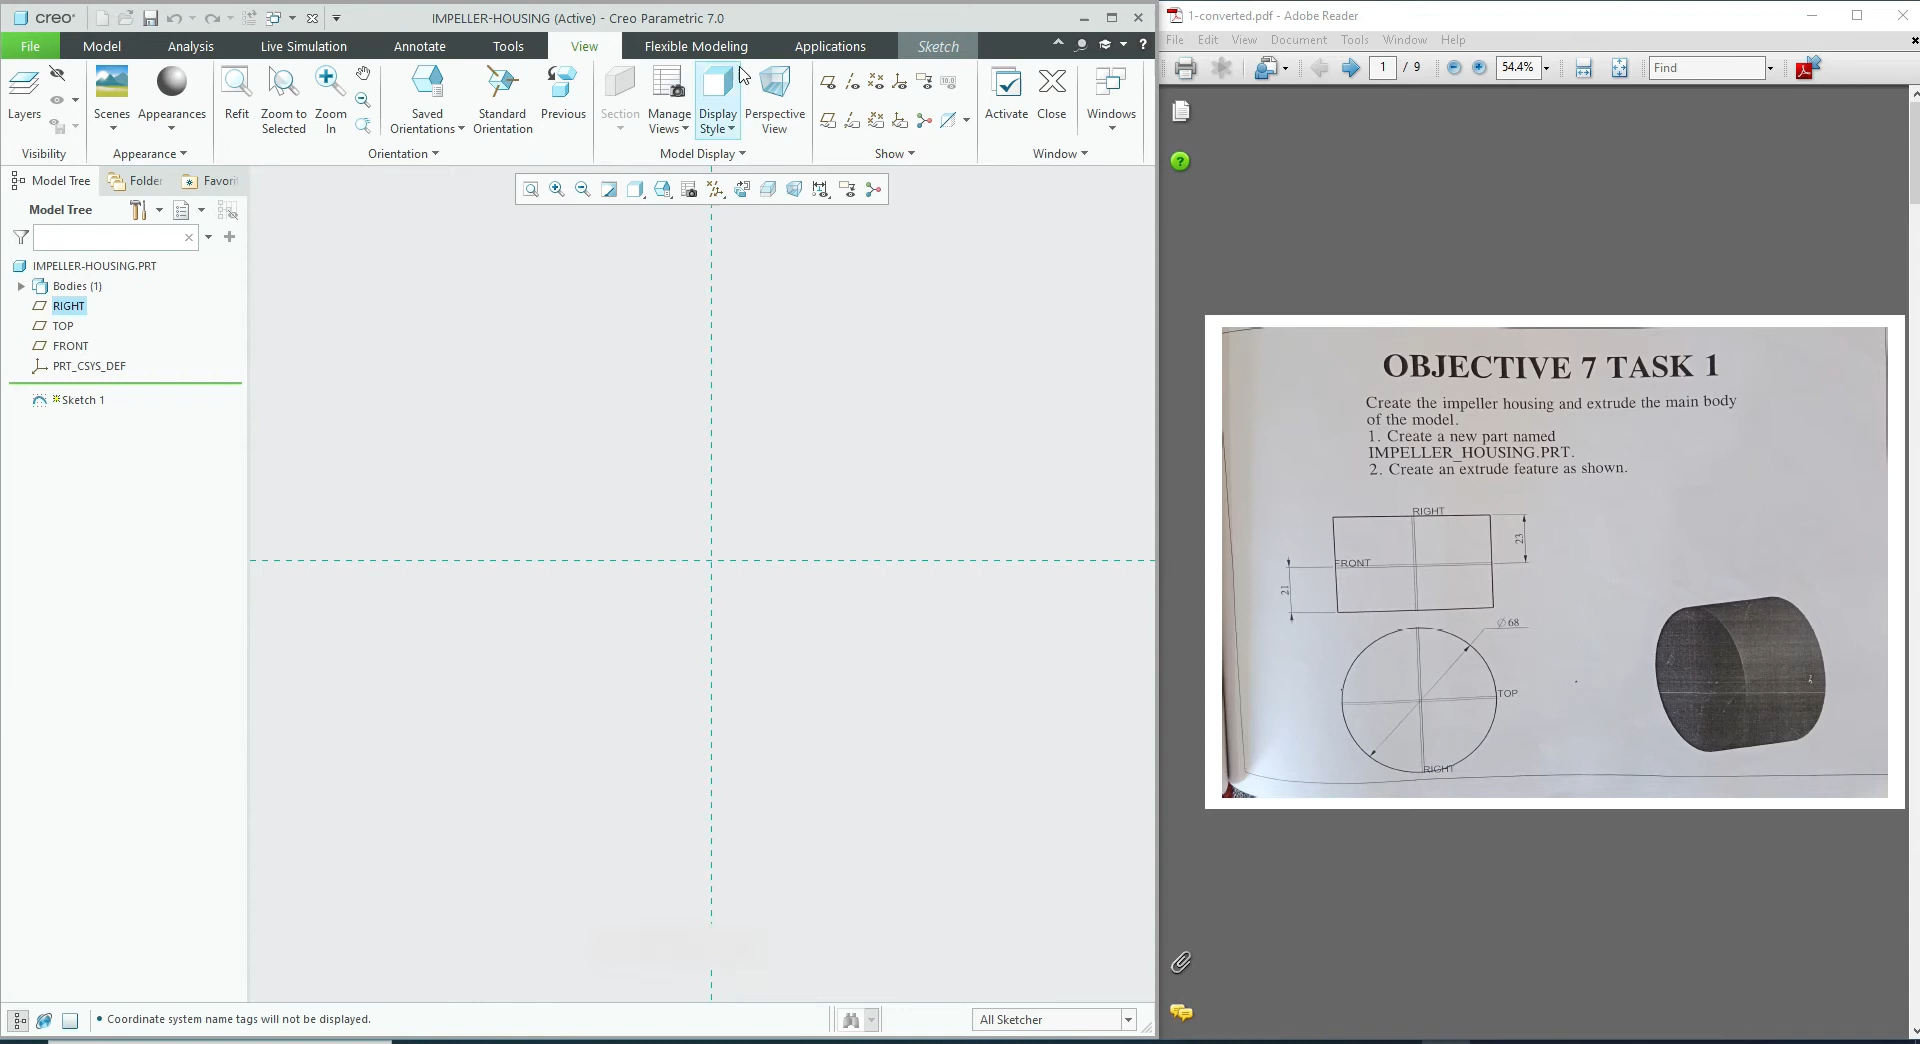 creo
IMPELLER-HOUSING (Active) - Creo Parametric 7.0
File
Model
Analysis
Live Simulation
Annotate
Tools
View
Flexible Modeling
Applications
Sketch
Layers
Scenes
Appearances
Refit
Zoom to
Selected
Zoom
In
Saved
Orientations
Standard
Orientation
Previous
Section
Manage
Views
Display
Style
Perspective
View
Activate
Close
Windows
Visibility
Appearance
Orientation
Model Display
Show
Window
Model Tree
Folder
Favori
Model Tree
IMPELLER-HOUSING.PRT
Bodies (1)
RIGHT
TOP
FRONT
PRT_CSYS_DEF
Sketch 1
• Coordinate system name tags will not be displayed.
All Sketcher
1-converted.pdf - Adobe Reader
File Edit View Document Tools Window Help
1 / 9
54.4%
Find
OBJECTIVE 7 TASK 1
Create the impeller housing and extrude the main body
of the model.
1. Create a new part named
IMPELLER_HOUSING.PRT.
2. Create an extrude feature as shown.
RIGHT
23
FRONT
21
∅68
TOP
RIGHT